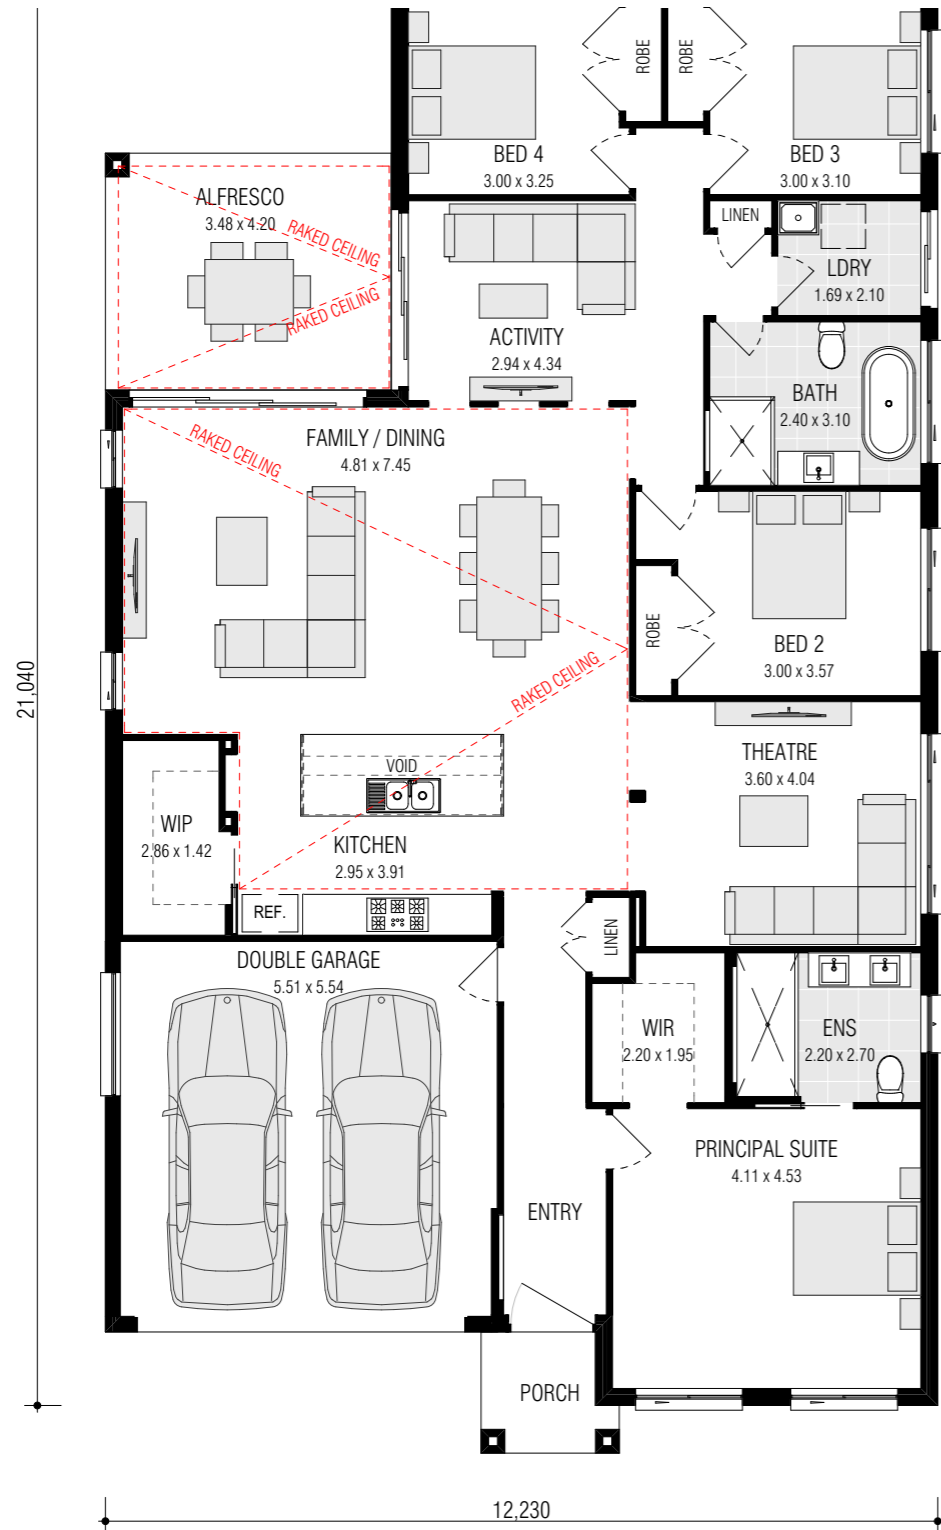 ROBE
ROBE
BED 4
3.00 x 3.25
BED 3
3.00 x 3.10
ALFRESCO
3.48 x 4.20
RAKED CEILING
RAKED CEILING
LINEN
LDRY
1.69 x 2.10
ACTIVITY
2.94 x 4.34
BATH
2.40 x 3.10
FAMILY / DINING
4.81 x 7.45
RAKED CEILING
ROBE
BED 2
3.00 x 3.57
RAKED CEILING
21,040
VOID
THEATRE
3.60 x 4.04
WIP
2.86 x 1.42
KITCHEN
2.95 x 3.91
REF.
LINEN
DOUBLE GARAGE
5.51 x 5.54
WIR
2.20 x 1.95
ENS
2.20 x 2.70
PRINCIPAL SUITE
4.11 x 4.53
ENTRY
PORCH
12,230